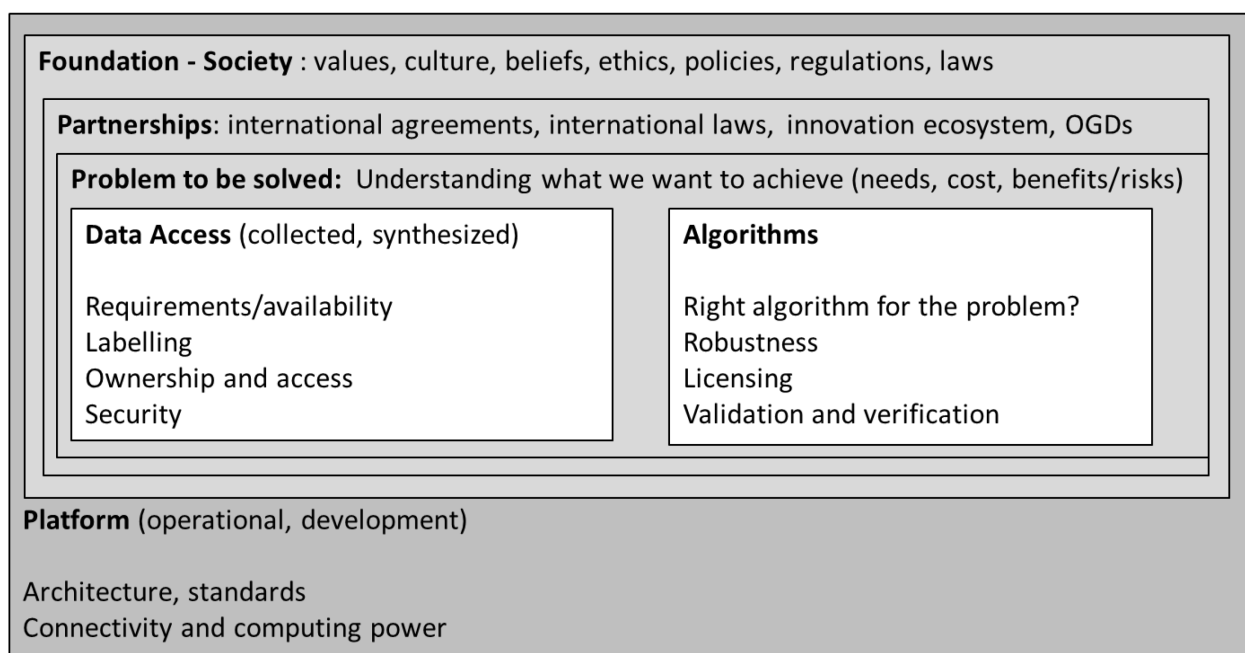 Foundation - Society : values, culture, beliefs, ethics, policies, regulations, laws
Partnerships: international agreements, international laws, innovation ecosystem, OGDs
Problem to be solved: Understanding what we want to achieve (needs, cost, benefits/risks)
Data Access (collected, synthesized)
Requirements/availability
Labelling
Ownership and access
Security
Algorithms
Right algorithm for the problem?
Robustness
Licensing
Validation and verification
Platform (operational, development)
Architecture, standards
Connectivity and computing power